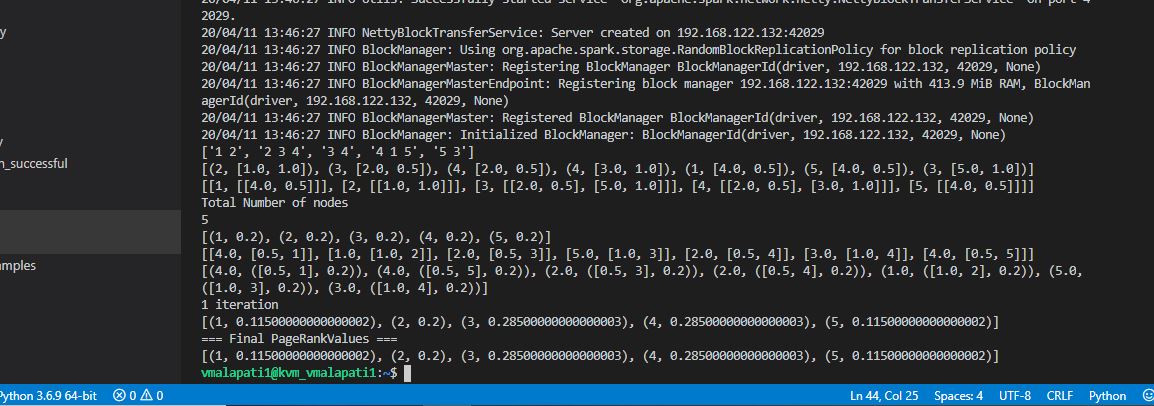 20/04/11 13:46:27 INFO Utils: Successfully started service 'org.apache.spark.network.netty.NettyBlockTransferService' on port 4
2029.
y
20/04/11 13:46:27 INFO NettyBlockTransferService: Server created on 192.168.122.132:42029
20/04/11 13:46:27 INFO BlockManager: Using org.apache.spark.storage.RandomBlockReplicationPolicy for block replication policy
20/04/11 13:46:27 INFO BlockManagerMaster: Registering BlockManager BlockManagerId(driver, 192.168.122.132, 42029, None)
20/04/11 13:46:27 INFO BlockManagerMasterEndpoint: Registering block manager 192.168.122.132:42029 with 413.9 MiB RAM, BlockMan
agerId(driver, 192.168.122.132, 42029, None)
20/04/11 13:46:27 INFO BlockManagerMaster: Registered BlockManager BlockManagerId(driver, 192.168.122.132, 42029, None)
20/04/11 13:46:27 INFO BlockManager: Initialized BlockManager: BlockManagerId(driver, 192.168.122.132, 42029, None)
y
['1 2', '2 3 4', '3 4', '4 1 5', '5 3']
n_successful
[(2, [1.0, 1.0]), (3, [2.0, 0.5]), (4, [2.0, 0.5]), (4, [3.0, 1.0]), (1, [4.0, 0.5]), (5, [4.0, 0.5]), (3, [5.0, 1.0])]
[[1, [[4.0, 0.5]]], [2, [[1.0, 1.0]]], [3, [[2.0, 0.5], [5.0, 1.0]]], [4, [[2.0, 0.5], [3.0, 1.0]]], [5, [[4.0, 0.5]]]]
Total Number of nodes
5
[(1, 0.2), (2, 0.2), (3, 0.2), (4, 0.2), (5, 0.2)]
[[4.0, [0.5, 1]], [1.0, [1.0, 2]], [2.0, [0.5, 3]], [5.0, [1.0, 3]], [2.0, [0.5, 4]], [3.0, [1.0, 4]], [4.0, [0.5, 5]]]
amples
[(4.0, ([0.5, 1], 0.2)), (4.0, ([0.5, 5], 0.2)), (2.0, ([0.5, 3], 0.2)), (2.0, ([0.5, 4], 0.2)), (1.0, ([1.0, 2], 0.2)), (5.0,
([1.0, 3], 0.2)), (3.0, ([1.0, 4], 0.2))]
1 iteration
[(1, 0.11500000000000002), (2, 0.2), (3, 0.28500000000000003), (4, 0.28500000000000003), (5, 0.11500000000000002)]
=== Final PageRankValues ===
[(1, 0.11500000000000002), (2, 0.2), (3, 0.28500000000000003), (4, 0.28500000000000003), (5, 0.11500000000000002)]
vmalapati1@kvm_vmalapati1:~$
Python 3.6.9 64-bit 0 0 Ln 44, Col 25 Spaces: 4 UTF-8 CRLF Python